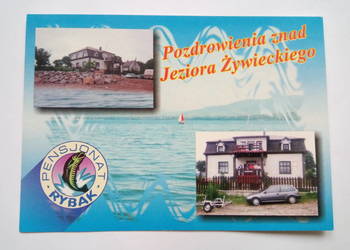 Pozdrowienia znad
Jeziora Żywieckiego
PENSJONAT
RYBAK